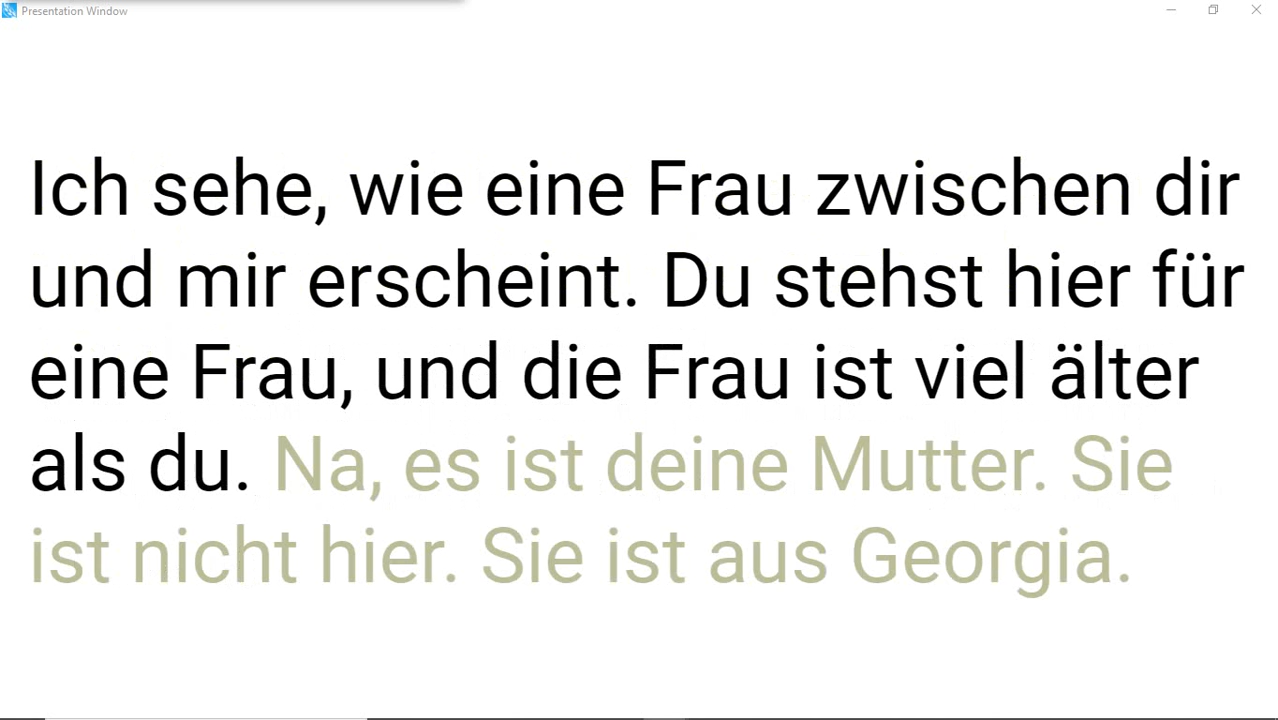 Presentation Window
Ich sehe, wie eine Frau zwischen dir
und mir erscheint. Du stehst hier für
eine Frau, und die Frau ist viel älter
als du. Na, es ist deine Mutter. Sie
ist nicht hier. Sie ist aus Georgia.